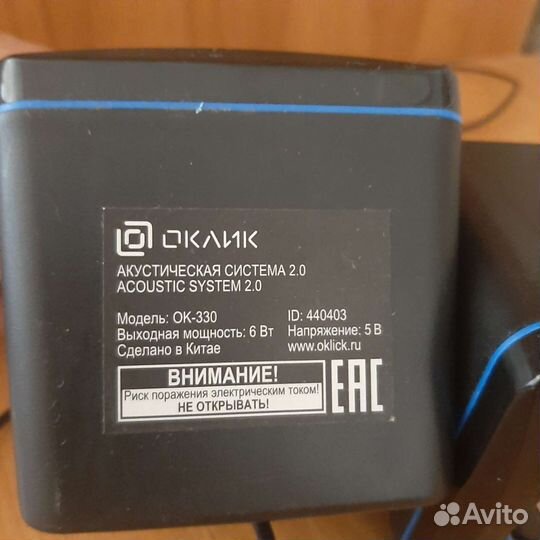 ОКЛИК
АКУСТИЧЕСКАЯ СИСТЕМА 2.0
ACOUSTIC SYSTEM 2.0
Модель: OK-330 ID: 440403
Выходная мощность: 6 Вт Напряжение: 5 В
Сделано в Китае www.oklick.ru
ВНИМАНИЕ!
Риск поражения электрическим током!
НЕ ОТКРЫВАТЬ!
EAC
Avito